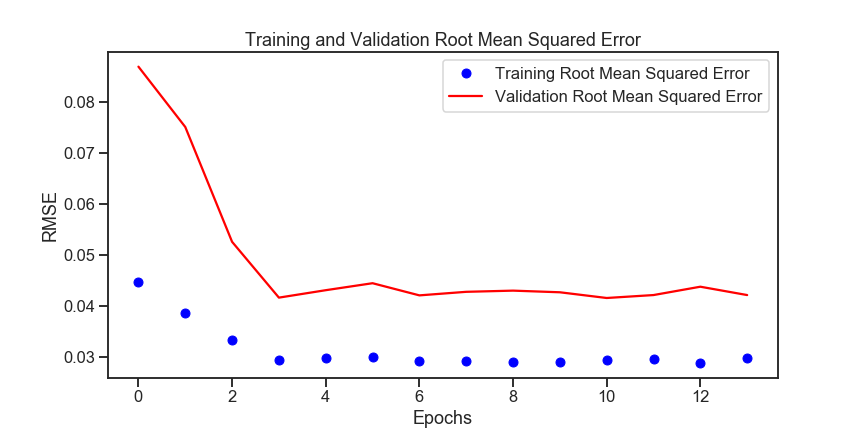 Training and Validation Root Mean Squared Error
Training Root Mean Squared Error
Validation Root Mean Squared Error
0.08
0.07
0.06
0.05
0.04
0.03
RMSE
0 2 4 6 8 10 12
Epochs